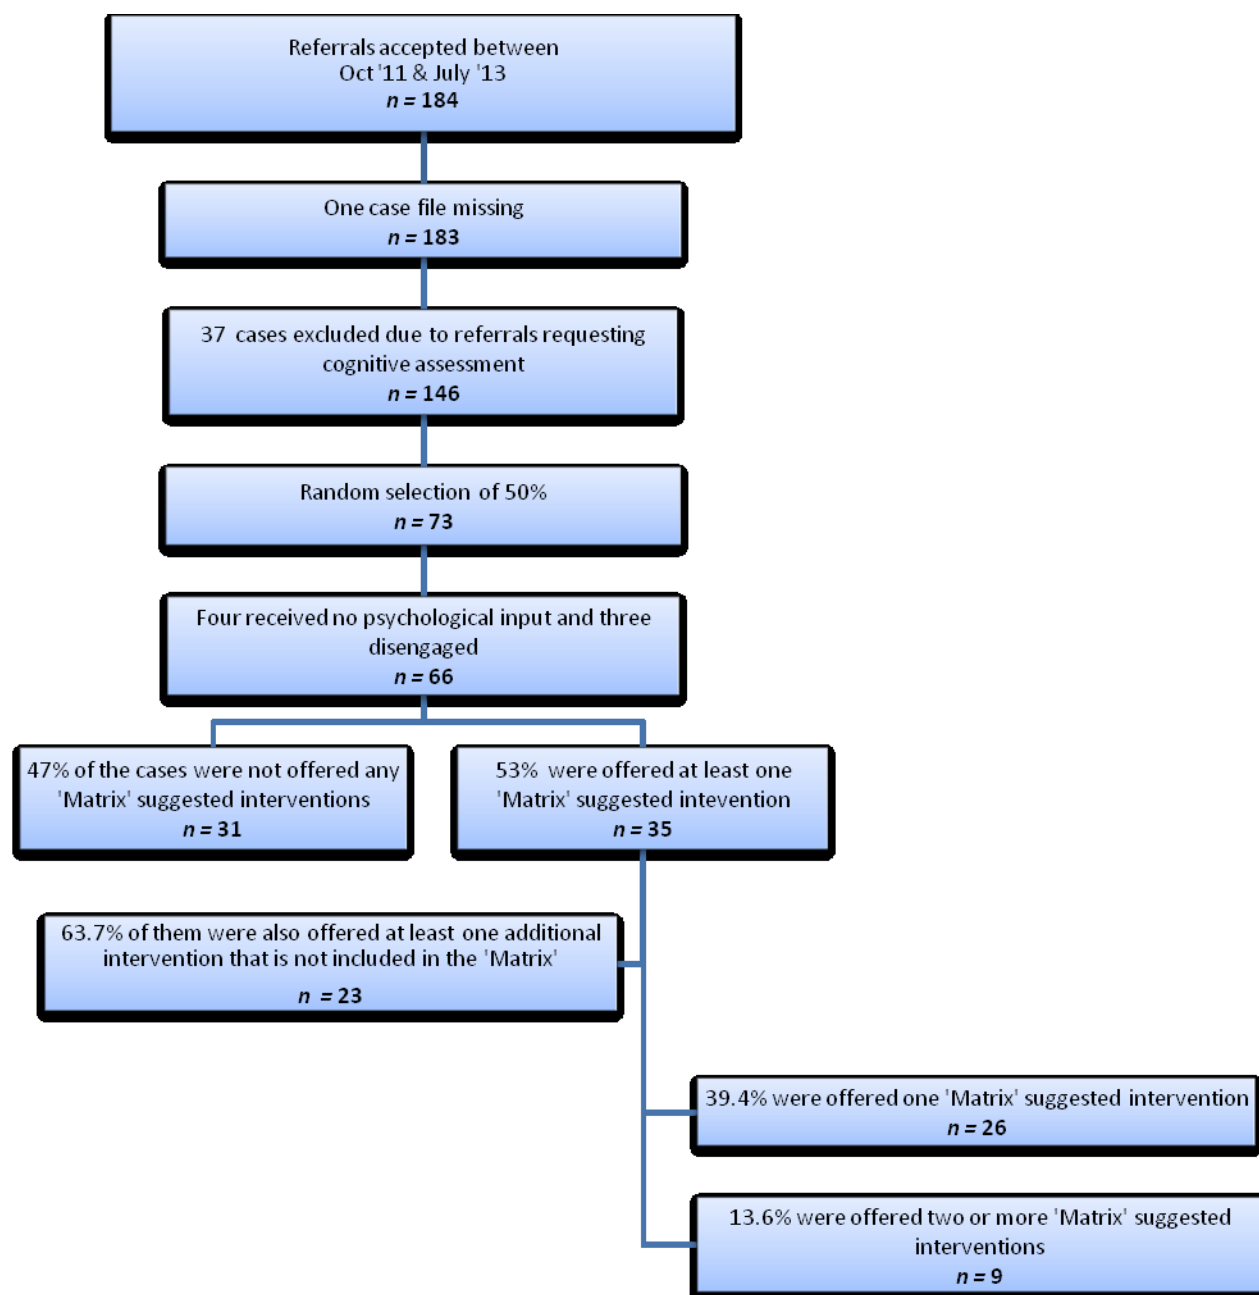 Referrals accepted between
Oct '11 & July '13
n = 184
One case file missing
n = 183
37 cases excluded due to referrals requesting
cognitive assessment
n = 146
Random selection of 50%
n = 73
Four received no psychological input and three
disengaged
n = 66
47% of the cases were not offered any
'Matrix' suggested interventions
n = 31
53% were offered at least one
'Matrix' suggested intevention
n = 35
63.7% of them were also offered at least one additional
intervention that is not included in the 'Matrix'
n = 23
39.4% were offered one 'Matrix' suggested intervention
n = 26
13.6% were offered two or more 'Matrix' suggested
interventions
n = 9